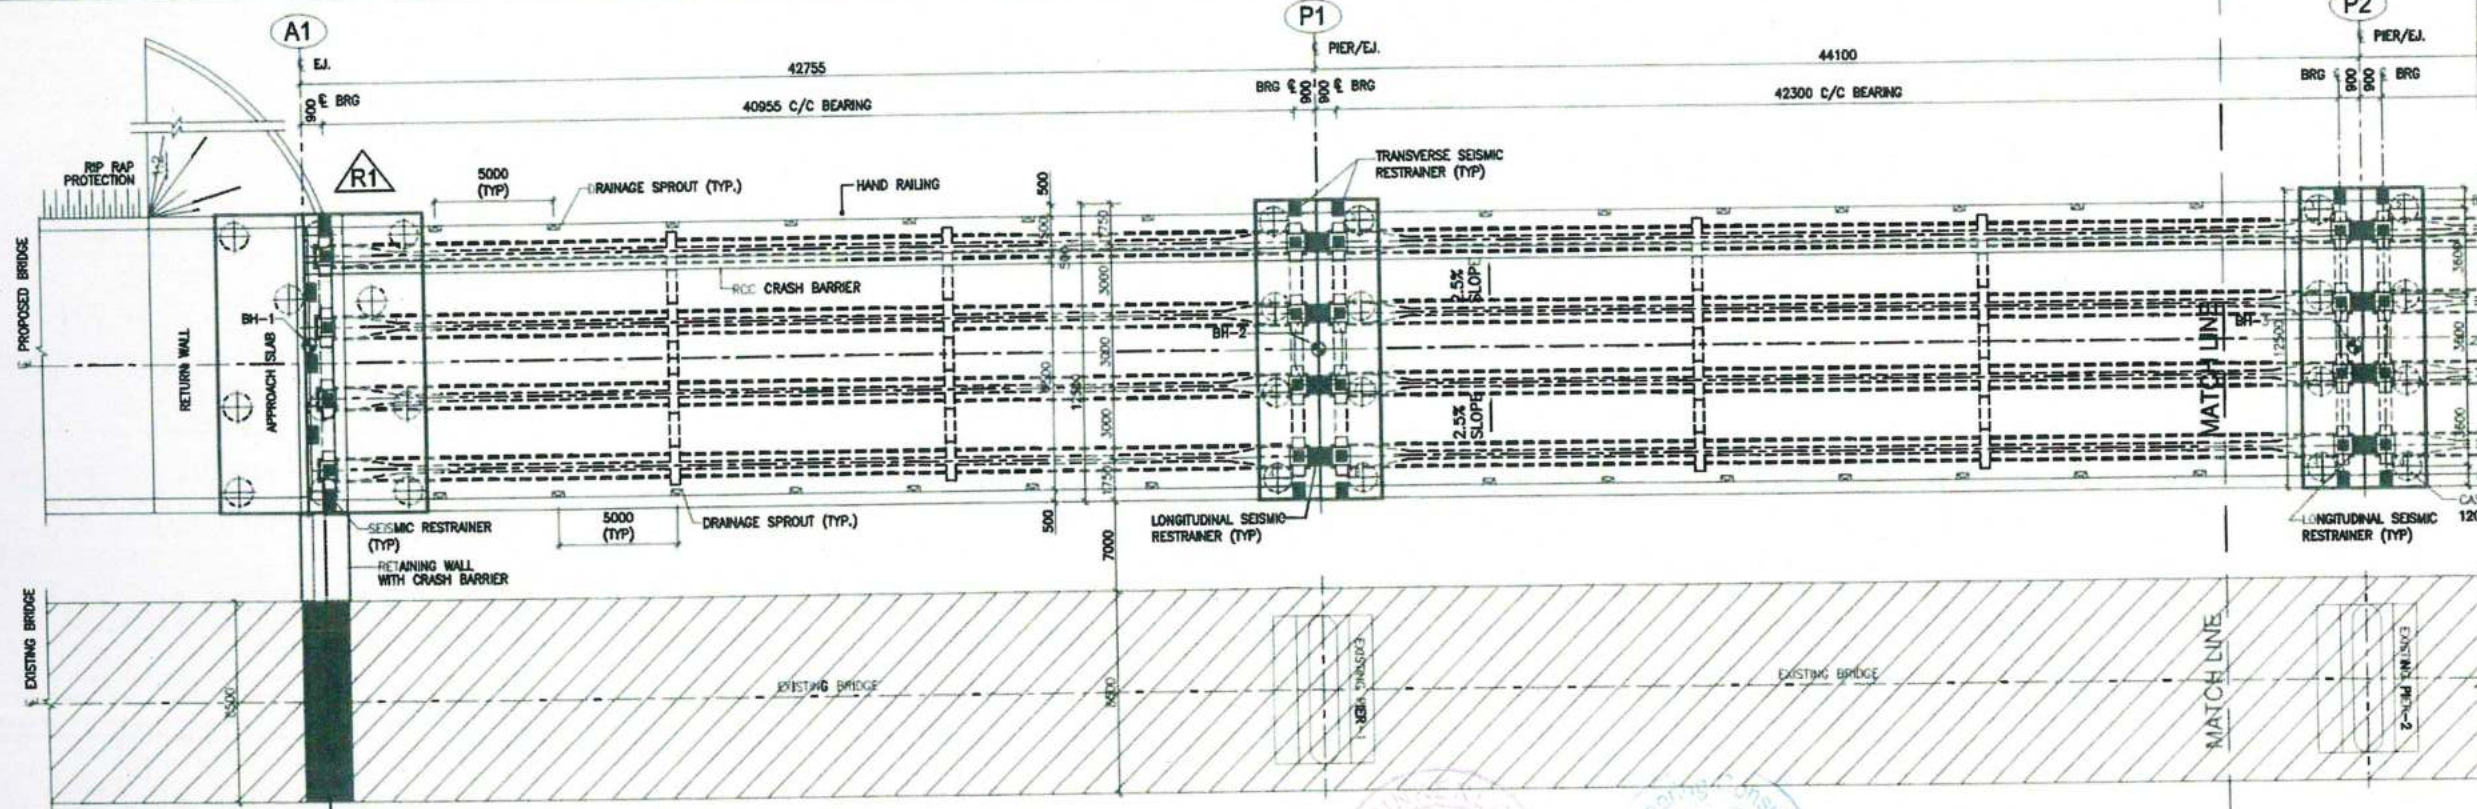 A1
P1
P2
℄ EJ.
℄ PIER/EJ.
℄ PIER/EJ.
42755
44100
900
℄ BRG
40955 C/C BEARING
BRG ℄
900
900
℄ BRG
42300 C/C BEARING
BRG ℄
900
900
℄ BRG
RIP RAP
PROTECTION
1:2
R1
5000
(TYP)
DRAINAGE SPROUT (TYP.)
HAND RAILING
500
TRANSVERSE SEISMIC
RESTRAINER (TYP)
1500
1750
500
3000
3000
3000
1750
12500
500
RCC CRASH BARRIER
2.5%
SLOPE
2.5%
SLOPE
3600
3600
12500
℄ PROPOSED BRIDGE
RETURN WALL
APPROACH SLAB
BH-1
BH-2
BH-3
MATCH LINE
SEISMIC RESTRAINER
(TYP)
5000
(TYP)
DRAINAGE SPROUT (TYP.)
LONGITUDINAL SEISMIC
RESTRAINER (TYP)
LONGITUDINAL SEISMIC
RESTRAINER (TYP)
RETAINING WALL
WITH CRASH BARRIER
7000
℄ EXISTING BRIDGE
EXISTING BRIDGE
EXISTING BRIDGE
EXISTING PIER-1
EXISTING PIER-2
MATCH LINE